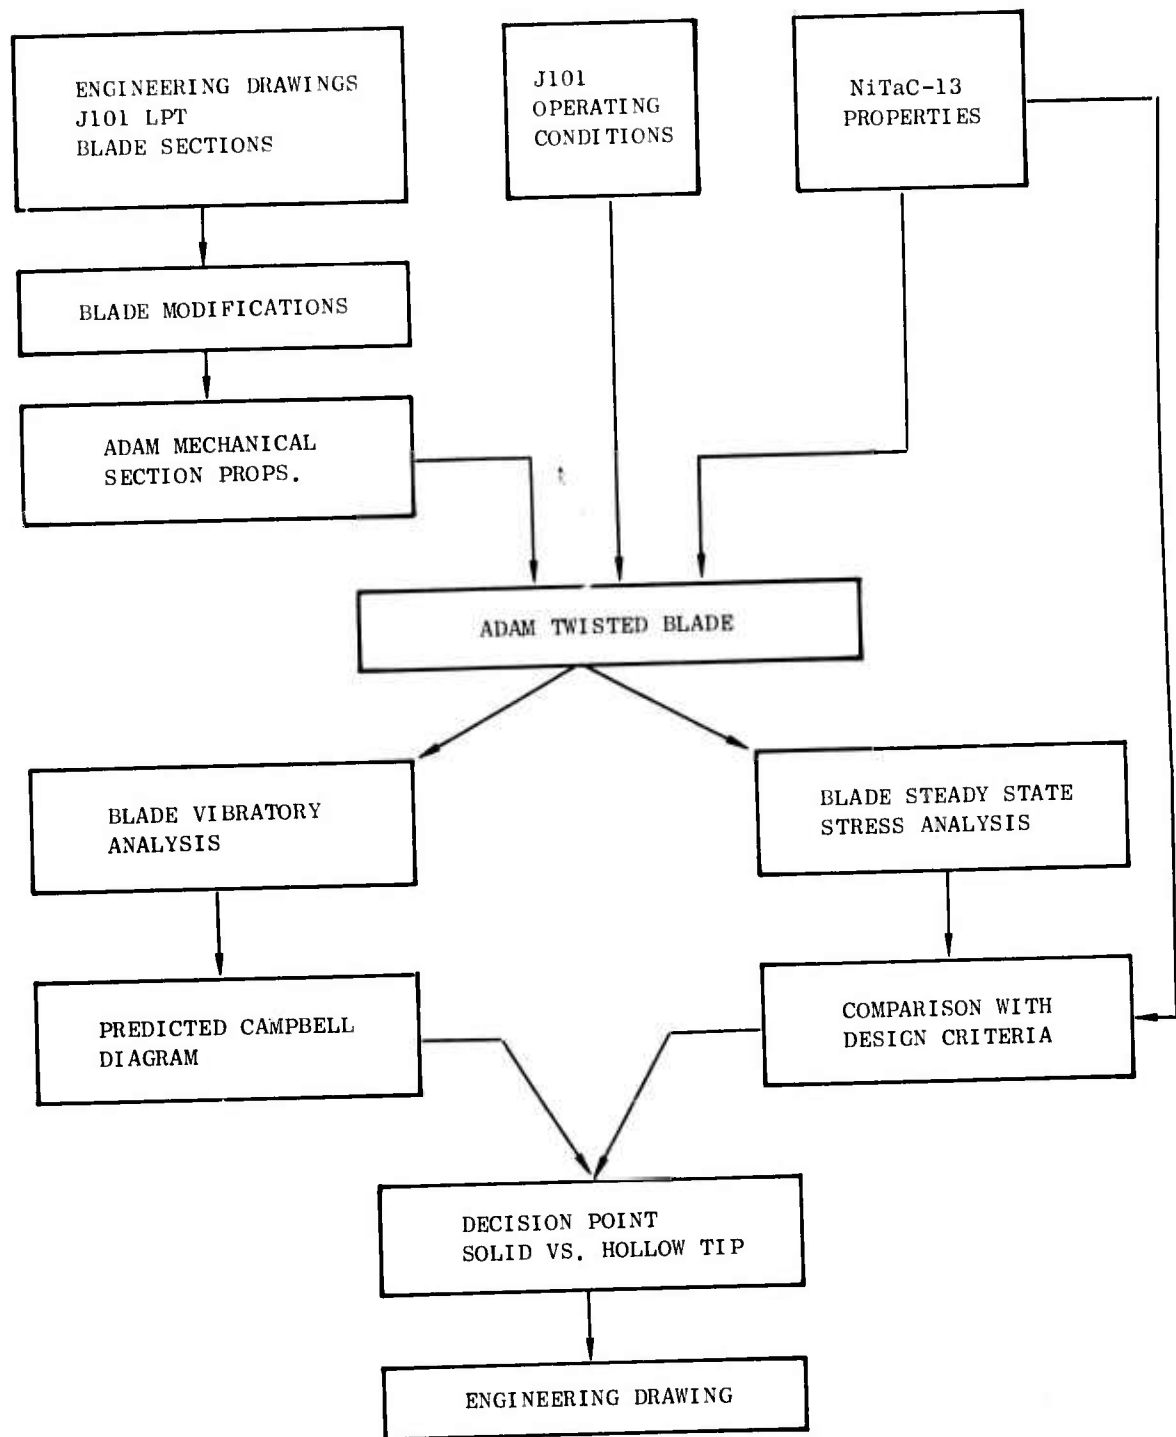 ENGINEERING DRAWINGS
J101 LPT
BLADE SECTIONS
J101
OPERATING
CONDITIONS
NiTaC-13
PROPERTIES
BLADE MODIFICATIONS
ADAM MECHANICAL
SECTION PROPS.
ADAM TWISTED BLADE
BLADE VIBRATORY
ANALYSIS
BLADE STEADY STATE
STRESS ANALYSIS
PREDICTED CAMPBELL
DIAGRAM
COMPARISON WITH
DESIGN CRITERIA
DECISION POINT
SOLID VS. HOLLOW TIP
ENGINEERING DRAWING